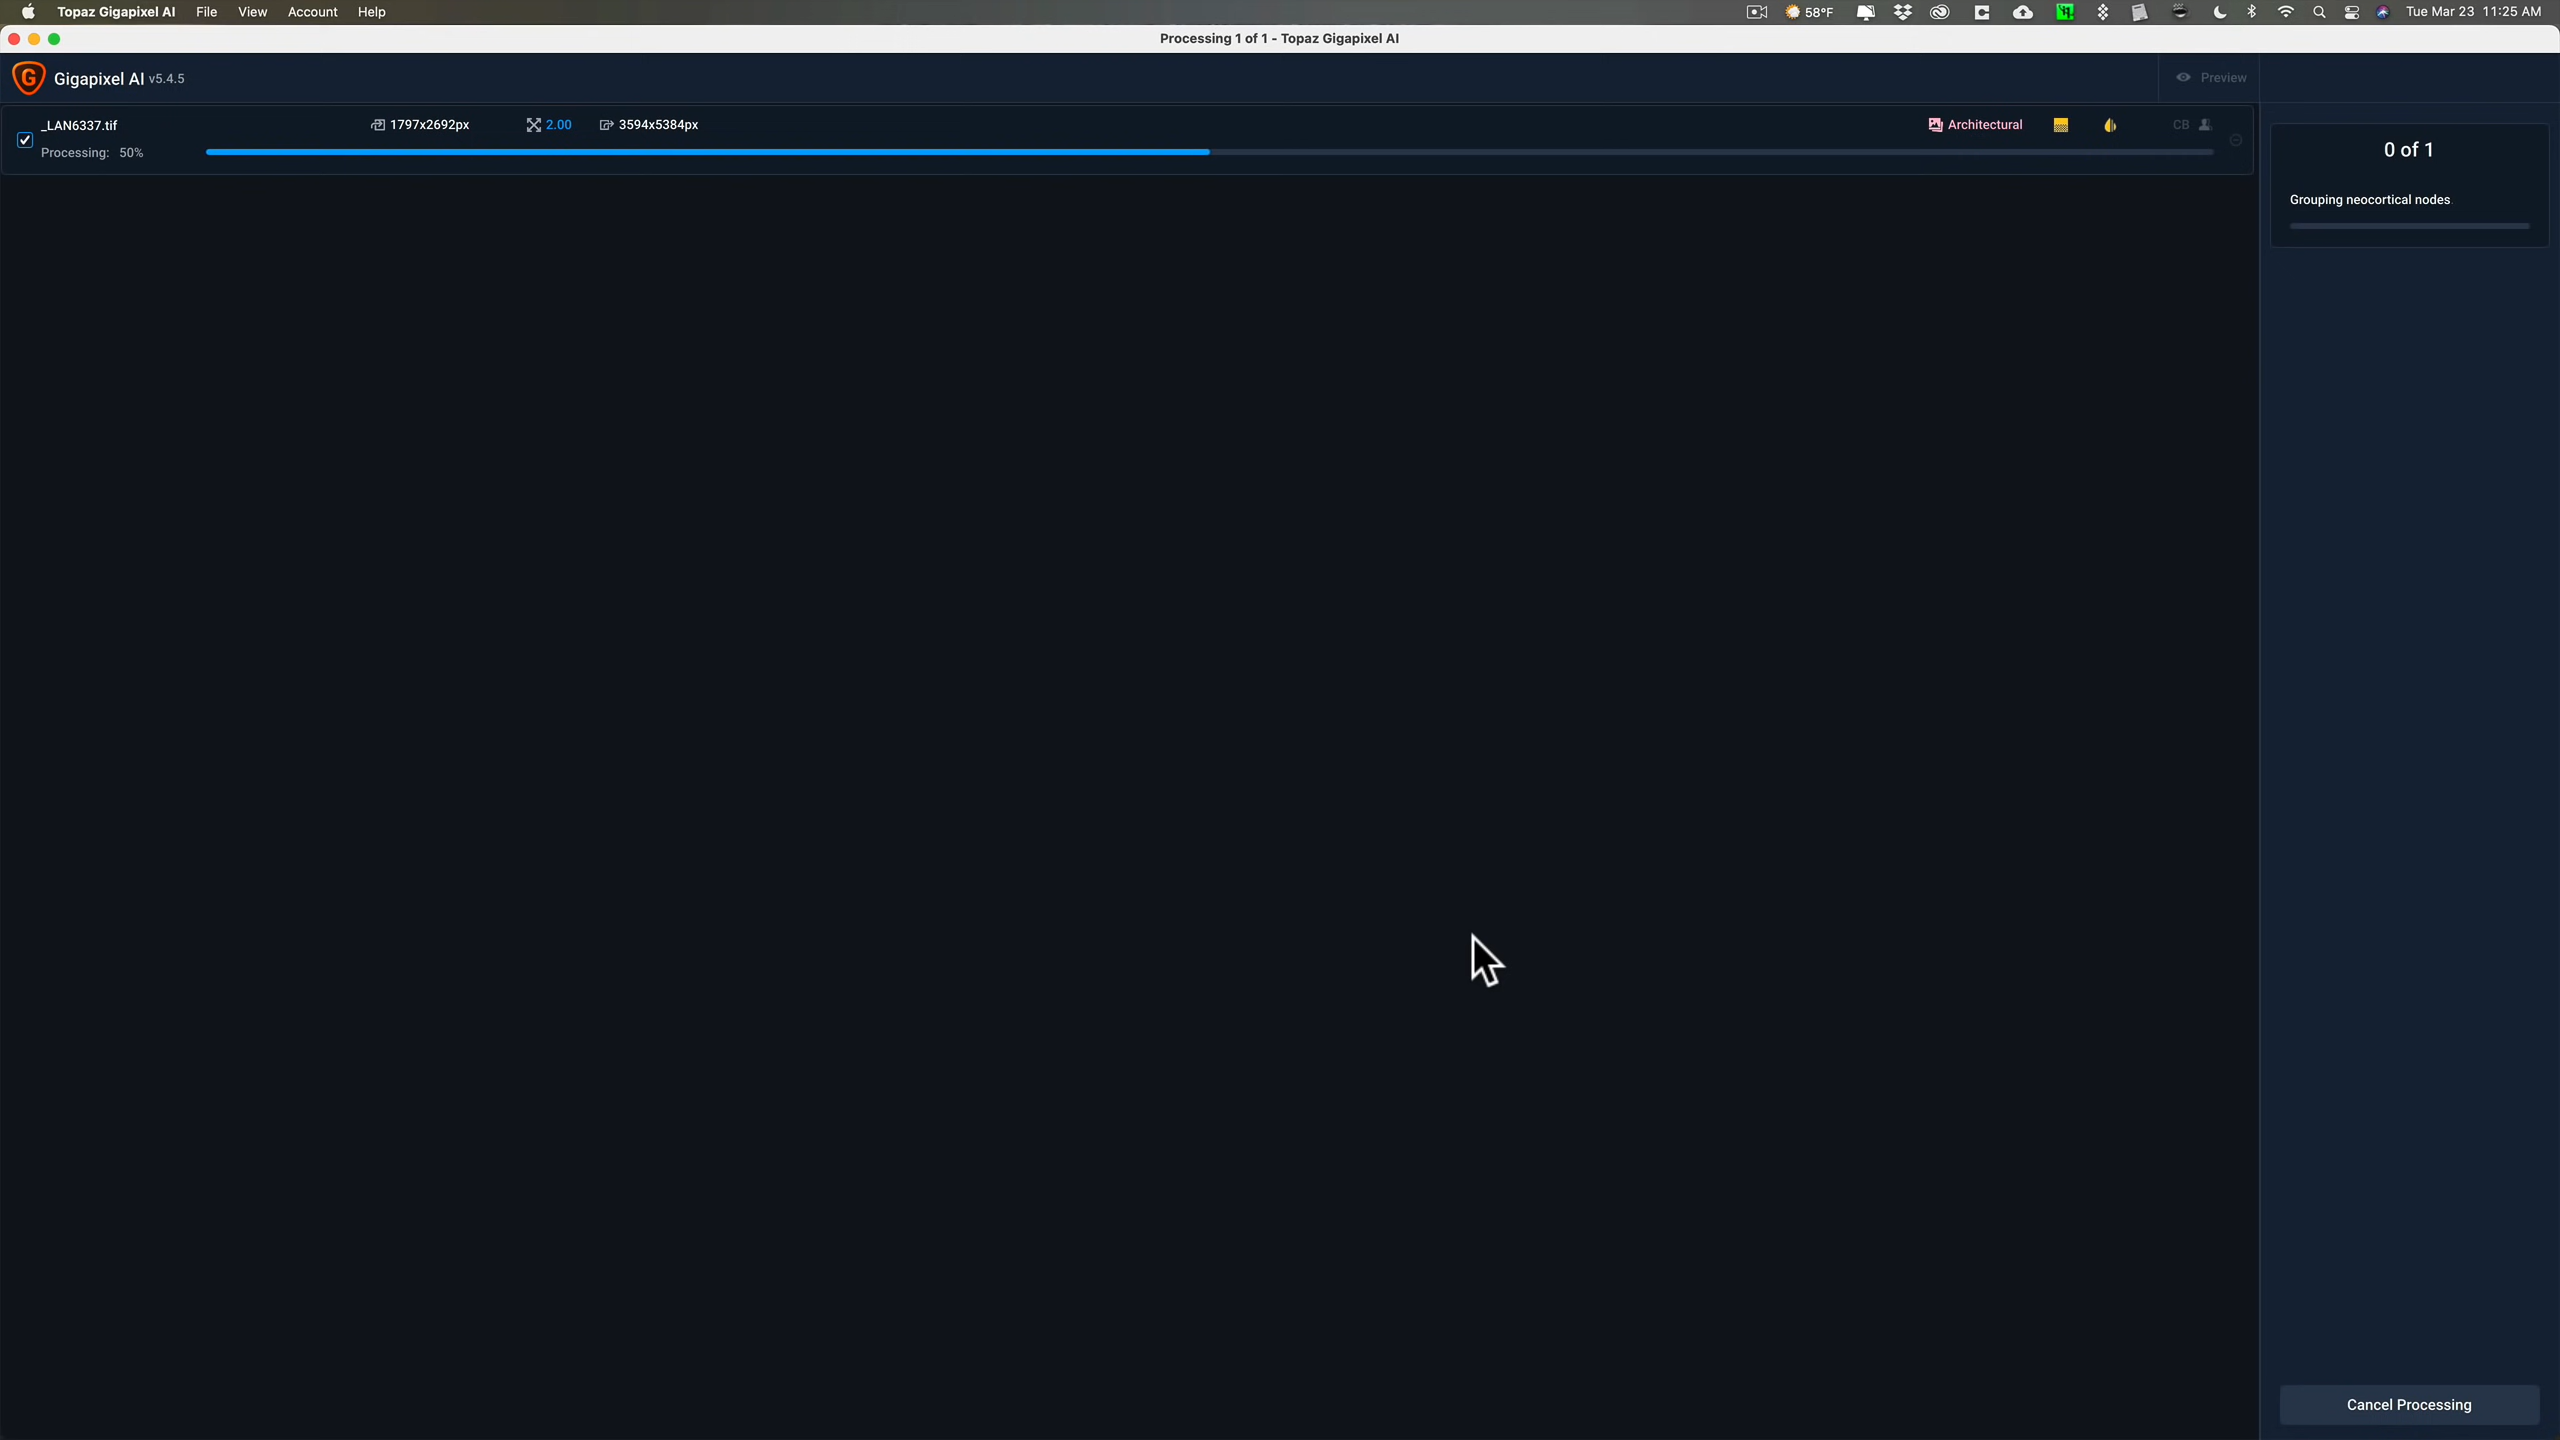 Topaz Gigapixel AI File View Account Help 58°F Tue Mar 23 11:25 AM
Processing 1 of 1 - Topaz Gigapixel AI
Gigapixel AI v5.4.5 Preview
_LAN6337.tif 1797x2692px 2.00 3594x5384px Architectural CB
Processing: 50%
0 of 1
Grouping neocortical nodes.
Cancel Processing